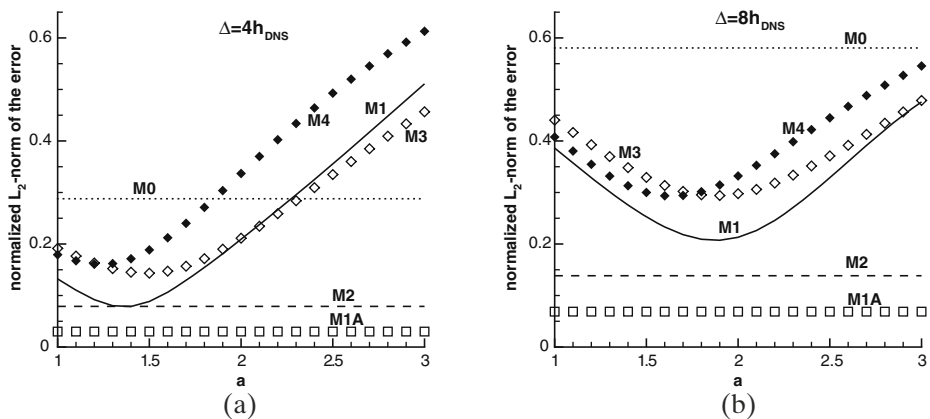 Δ=4hDNS
normalized L2-norm of the error
0.6
0.4
0.2
0
M4
M1
M3
M0
M2
M1A
1
1.5
2
2.5
3
a
(a)
Δ=8hDNS
normalized L2-norm of the error
0.6
0.4
0.2
0
M0
M4
M3
M1
M2
M1A
1
1.5
2
2.5
3
a
(b)